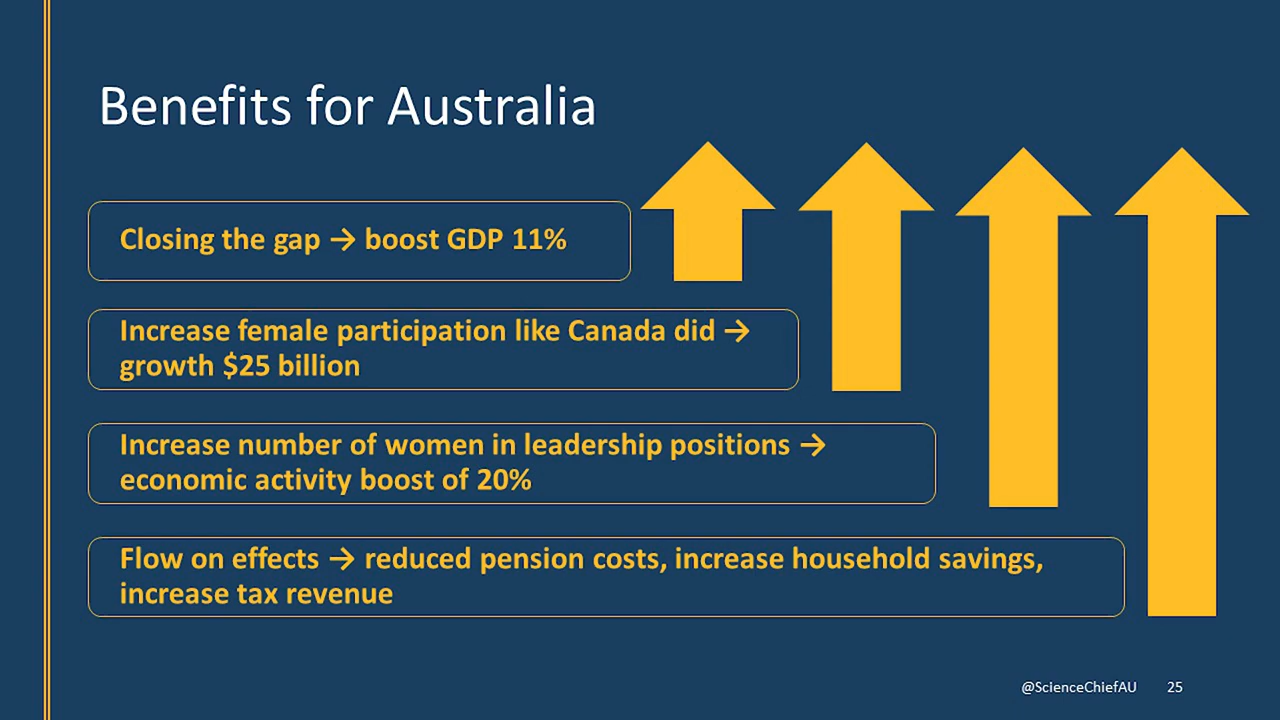 Benefits for Australia
Closing the gap → boost GDP 11%
Increase female participation like Canada did →
growth $25 billion
Increase number of women in leadership positions →
economic activity boost of 20%
Flow on effects → reduced pension costs, increase household savings,
increase tax revenue
@ScienceChiefAU 25